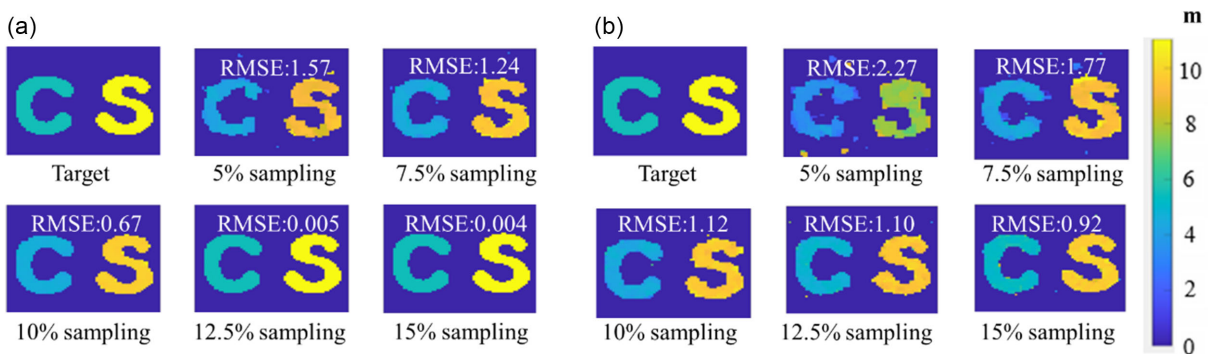 (a)
(b)
m
RMSE:1.57
RMSE:1.24
RMSE:2.27
RMSE:1.77
C S
C S
C S
C S
C S
C S
Target
5% sampling
7.5% sampling
Target
5% sampling
7.5% sampling
RMSE:0.67
RMSE:0.005
RMSE:0.004
RMSE:1.12
RMSE:1.10
RMSE:0.92
C S
C S
C S
C S
C S
C S
10% sampling
12.5% sampling
15% sampling
10% sampling
12.5% sampling
15% sampling
10
8
6
4
2
0